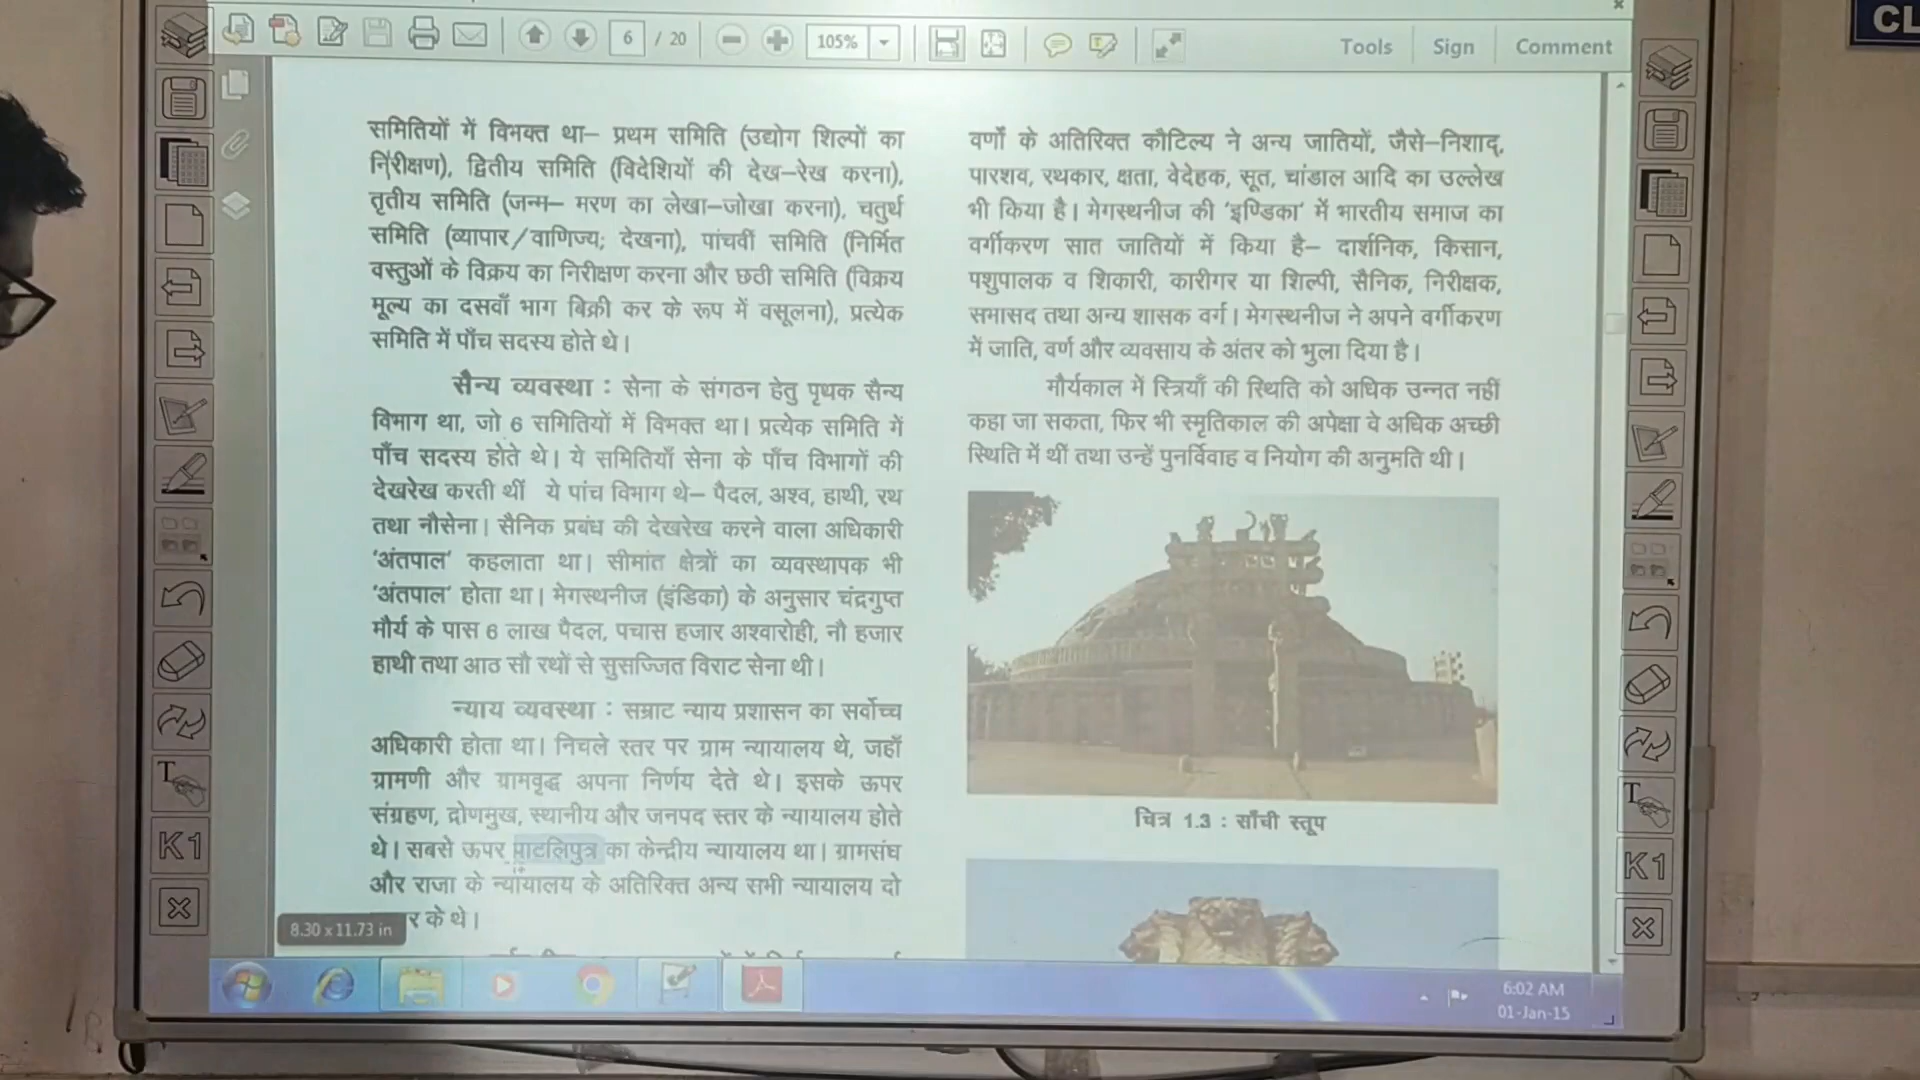 CL
6 / 20
105%
Tools
Sign
Comment
समितियों में विभक्त था– प्रथम समिति (उद्योग शिल्पों का
निरीक्षण), द्वितीय समिति (विदेशियों की देख–रेख करना),
तृतीय समिति (जन्म– मरण का लेखा–जोखा करना), चतुर्थ
समिति (व्यापार/वाणिज्य; देखना), पांचवीं समिति (निर्मित
वस्तुओं के विक्रय का निरीक्षण करना और छठी समिति (विक्रय
मूल्य का दसवाँ भाग बिक्री कर के रूप में वसूलना), प्रत्येक
समिति में पाँच सदस्य होते थे।
सैन्य व्यवस्था : सेना के संगठन हेतु पृथक सैन्य
विभाग था, जो 6 समितियों में विभक्त था। प्रत्येक समिति में
पाँच सदस्य होते थे। ये समितियाँ सेना के पाँच विभागों की
देखरेख करती थीं ये पांच विभाग थे– पैदल, अश्व, हाथी, रथ
तथा नौसेना। सैनिक प्रबंध की देखरेख करने वाला अधिकारी
'अंतपाल' कहलाता था। सीमांत क्षेत्रों का व्यवस्थापक भी
'अंतपाल' होता था। मेगस्थनीज (इंडिका) के अनुसार चंद्रगुप्त
मौर्य के पास 6 लाख पैदल, पचास हजार अश्वारोही, नौ हजार
हाथी तथा आठ सौ रथों से सुसज्जित विराट सेना थी।
न्याय व्यवस्था : सम्राट न्याय प्रशासन का सर्वोच्च
अधिकारी होता था। निचले स्तर पर ग्राम न्यायालय थे, जहाँ
ग्रामणी और ग्रामवृद्ध अपना निर्णय देते थे। इसके ऊपर
संग्रहण, द्रोणमुख, स्थानीय और जनपद स्तर के न्यायालय होते
थे। सबसे ऊपर पाटलिपुत्र का केन्द्रीय न्यायालय था। ग्रामसंघ
और राजा के न्यायालय के अतिरिक्त अन्य सभी न्यायालय दो
र के थे।
8.30 x 11.73 in
वर्णों के अतिरिक्त कौटिल्य ने अन्य जातियों, जैसे–निशाद्,
पारशव, रथकार, क्षता, वेदेहक, सूत, चांडाल आदि का उल्लेख
भी किया है। मेगस्थनीज की 'इण्डिका' में भारतीय समाज का
वर्गीकरण सात जातियों में किया है– दार्शनिक, किसान,
पशुपालक व शिकारी, कारीगर या शिल्पी, सैनिक, निरीक्षक,
सभासद तथा अन्य शासक वर्ग। मेगस्थनीज ने अपने वर्गीकरण
में जाति, वर्ण और व्यवसाय के अंतर को भुला दिया है।
मौर्यकाल में स्त्रियाँ की स्थिति को अधिक उन्नत नहीं
कहा जा सकता, फिर भी स्मृतिकाल की अपेक्षा वे अधिक अच्छी
स्थिति में थीं तथा उन्हें पुनर्विवाह व नियोग की अनुमति थी।
चित्र 1.3 : साँची स्तूप
T
K1
T
K1
6:02 AM
01-Jan-15